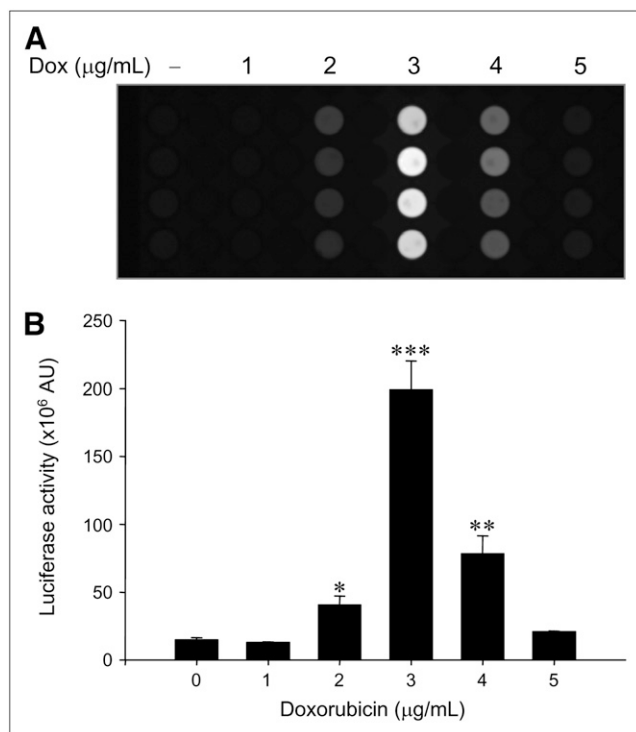 A
Dox (μg/mL) – 1 2 3 4 5
B
250
200
150
100
50
0
Luciferase activity (x10⁶ AU)
*
***
**
0 1 2 3 4 5
Doxorubicin (μg/mL)